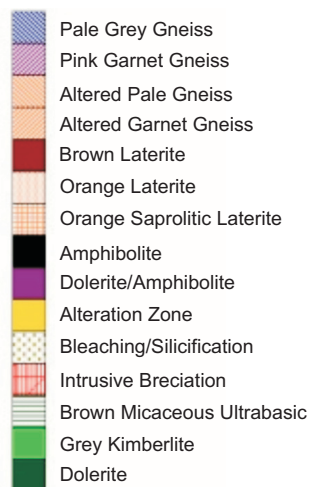 Pale Grey Gneiss
Pink Garnet Gneiss
Altered Pale Gneiss
Altered Garnet Gneiss
Brown Laterite
Orange Laterite
Orange Saprolitic Laterite
Amphibolite
Dolerite/Amphibolite
Alteration Zone
Bleaching/Silicification
Intrusive Breciation
Brown Micaceous Ultrabasic
Grey Kimberlite
Dolerite